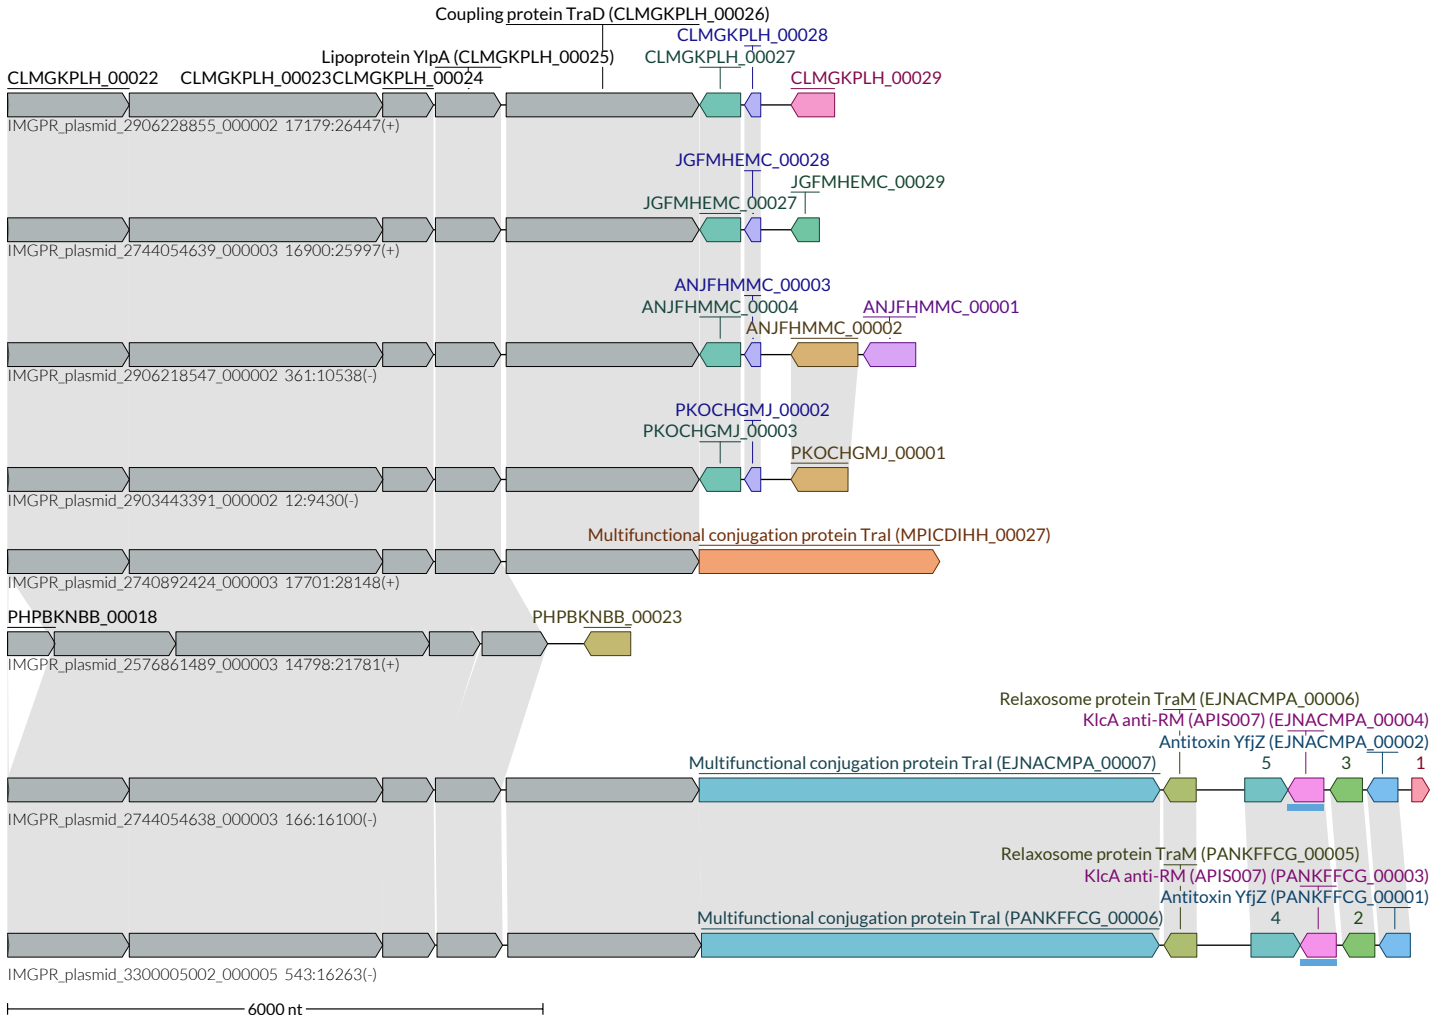 Coupling protein TraD (CLMGKPLH_00026)
CLMGKPLH_00028
Lipoprotein YlpA (CLMGKPLH_00025) CLMGKPLH_00027
CLMGKPLH_00022 CLMGKPLH_00023 CLMGKPLH_00024 CLMGKPLH_00029
IMGPR_plasmid_2906228855_000002 17179:26447(+)
JGFMHEMC_00028
JGFMHEMC_00029
JGFMHEMC_00027
IMGPR_plasmid_2744054639_000003 16900:25997(+)
ANJFHMMC_00003
ANJFHMMC_00004 ANJFHMMC_00001
ANJFHMMC_00002
IMGPR_plasmid_2906218547_000002 361:10538(-)
PKOCHGMJ_00002
PKOCHGMJ_00003
PKOCHGMJ_00001
IMGPR_plasmid_2903443391_000002 12:9430(-)
Multifunctional conjugation protein TraI (MPICDIHH_00027)
IMGPR_plasmid_2740892424_000003 17701:28148(+)
PHPBKNBB_00018 PHPBKNBB_00023
IMGPR_plasmid_2576861489_000003 14798:21781(+)
Relaxosome protein TraM (EJNACMPA_00006)
KlcA anti-RM (APIS007) (EJNACMPA_00004)
Antitoxin YfjZ (EJNACMPA_00002)
Multifunctional conjugation protein TraI (EJNACMPA_00007) 5 3 1
IMGPR_plasmid_2744054638_000003 166:16100(-)
Relaxosome protein TraM (PANKFFCG_00005)
KlcA anti-RM (APIS007) (PANKFFCG_00003)
Antitoxin YfjZ (PANKFFCG_00001)
Multifunctional conjugation protein TraI (PANKFFCG_00006) 4 2
IMGPR_plasmid_3300005002_000005 543:16263(-)
6000 nt